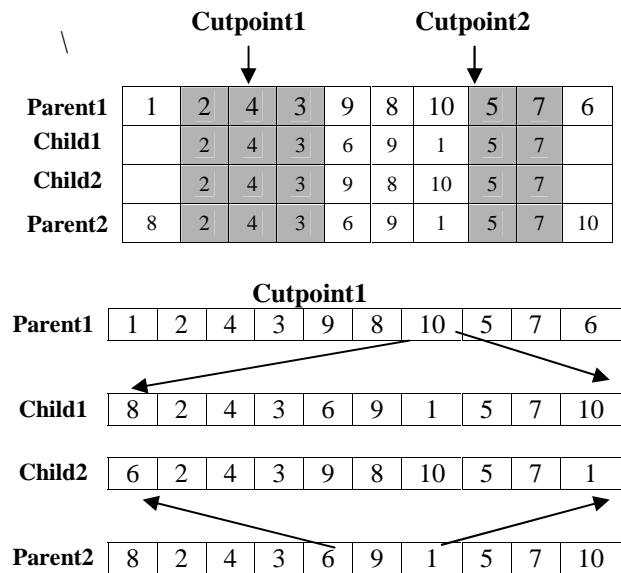 Cutpoint1 Cutpoint2
\
Parent1 1 2 4 3 9 8 10 5 7 6
Child1 2 4 3 6 9 1 5 7
Child2 2 4 3 9 8 10 5 7
Parent2 8 2 4 3 6 9 1 5 7 10
Cutpoint1
Parent1 1 2 4 3 9 8 10 5 7 6
Child1 8 2 4 3 6 9 1 5 7 10
Child2 6 2 4 3 9 8 10 5 7 1
Parent2 8 2 4 3 6 9 1 5 7 10